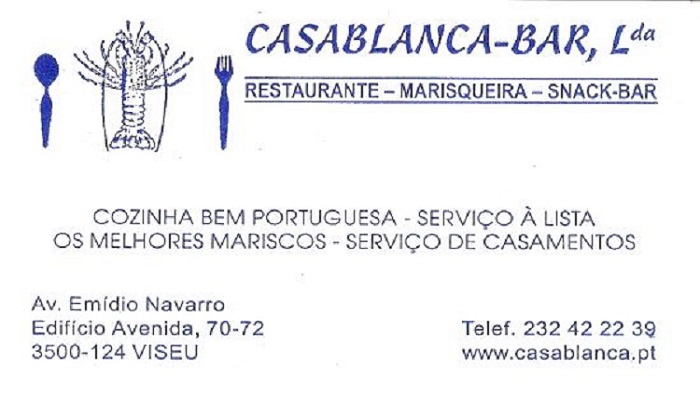 CASABLANCA-BAR, Lda
RESTAURANTE – MARISQUEIRA – SNACK-BAR
COZINHA BEM PORTUGUESA - SERVIÇO À LISTA
OS MELHORES MARISCOS - SERVIÇO DE CASAMENTOS
Av. Emídio Navarro
Edifício Avenida, 70-72
3500-124 VISEU
Telef. 232 42 22 39
www.casablanca.pt